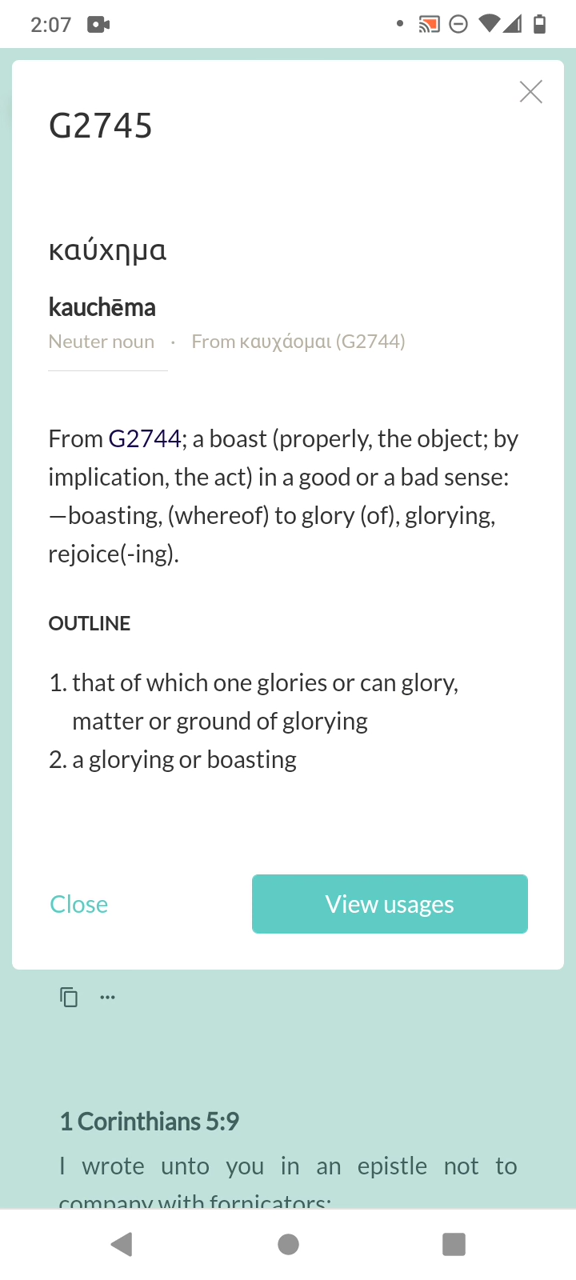 2:07
G2745
καύχημα
kauchēma
Neuter noun · From καυχάομαι (G2744)
From G2744; a boast (properly, the object; by
implication, the act) in a good or a bad sense:
—boasting, (whereof) to glory (of), glorying,
rejoice(-ing).
OUTLINE
1. that of which one glories or can glory,
matter or ground of glorying
2. a glorying or boasting
Close View usages
1 Corinthians 5:9
I wrote unto you in an epistle not to
company with fornicators: